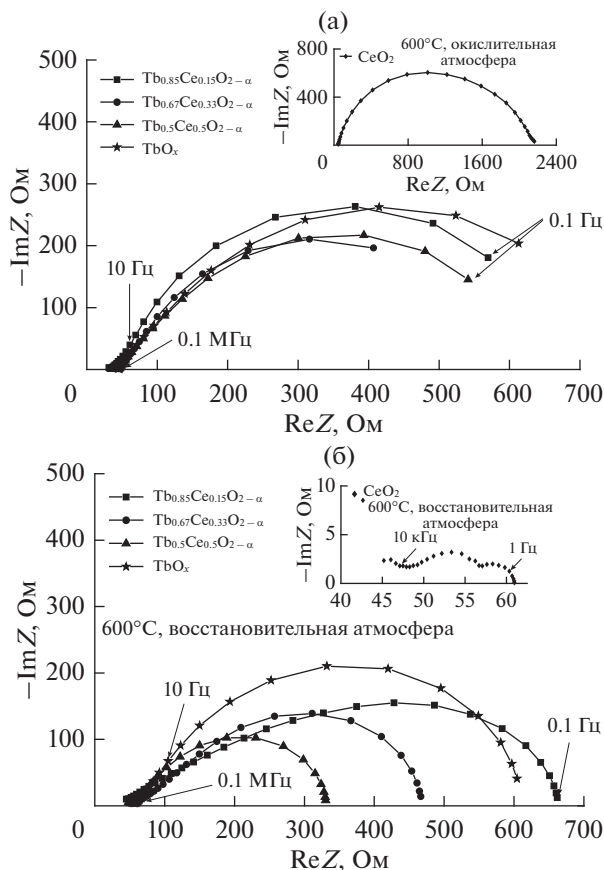 (а)
−ImZ, Ом
500
400
300
200
100
0
100
200
300
400
500
600
700
ReZ, Ом
Tb0.85Ce0.15O2 − α
Tb0.67Ce0.33O2 − α
Tb0.5Ce0.5O2 − α
TbOx
10 Гц
0.1 МГц
0.1 Гц
−ImZ, Ом
800
400
0
800
1600
2400
ReZ, Ом
CeO2
600°C, окислительная
атмосфера
(б)
−ImZ, Ом
500
400
300
200
100
0
100
200
300
400
500
600
700
ReZ, Ом
Tb0.85Ce0.15O2 − α
Tb0.67Ce0.33O2 − α
Tb0.5Ce0.5O2 − α
TbOx
600°C, восстановительная атмосфера
10 Гц
0.1 МГц
0.1 Гц
−ImZ, Ом
10
5
0
40
45
50
55
60
ReZ, Ом
CeO2
600°C, восстановительная
атмосфера
10 кГц
1 Гц